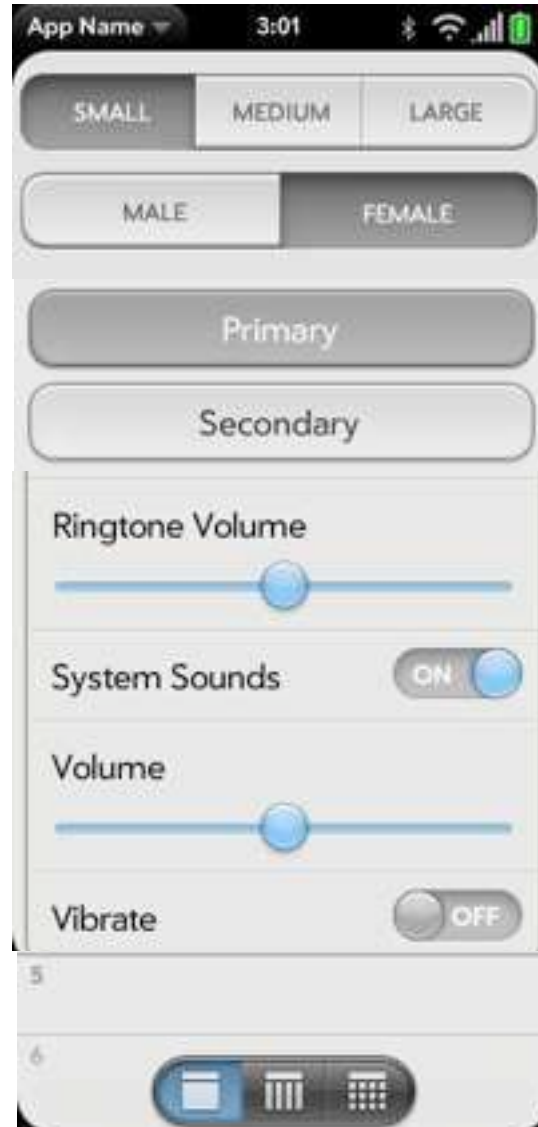 App Name 3:01
SMALL MEDIUM LARGE
MALE FEMALE
Primary
Secondary
Ringtone Volume
System Sounds ON
Volume
Vibrate OFF
5
6